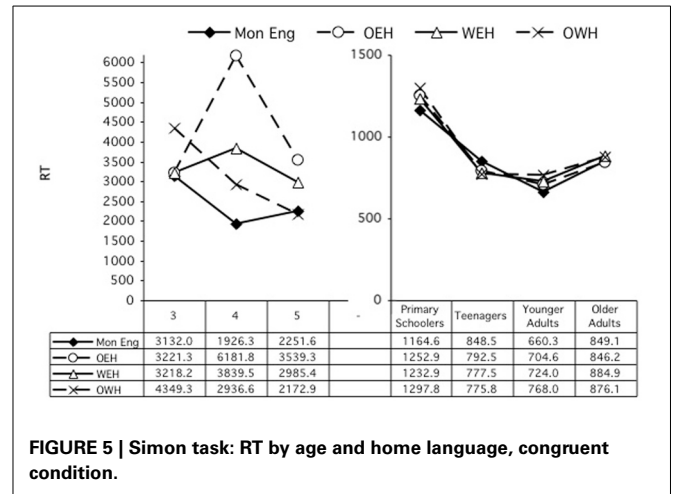 Mon Eng OEH WEH OWH
6000
5500
5000
4500
4000
3500
3000
2500
2000
1500
1000
500
0
RT
1500
1000
500
0
3 4 5 - Primary Schoolers Teenagers Younger Adults Older Adults
Mon Eng 3132.0 1926.3 2251.6 1164.6 848.5 660.3 849.1
OEH 3221.3 6181.8 3539.3 1252.9 792.5 704.6 846.2
WEH 3218.2 3839.5 2985.4 1232.9 777.5 724.0 884.9
OWH 4349.3 2936.6 2172.9 1297.8 775.8 768.0 876.1
FIGURE 5 | Simon task: RT by age and home language, congruent
condition.